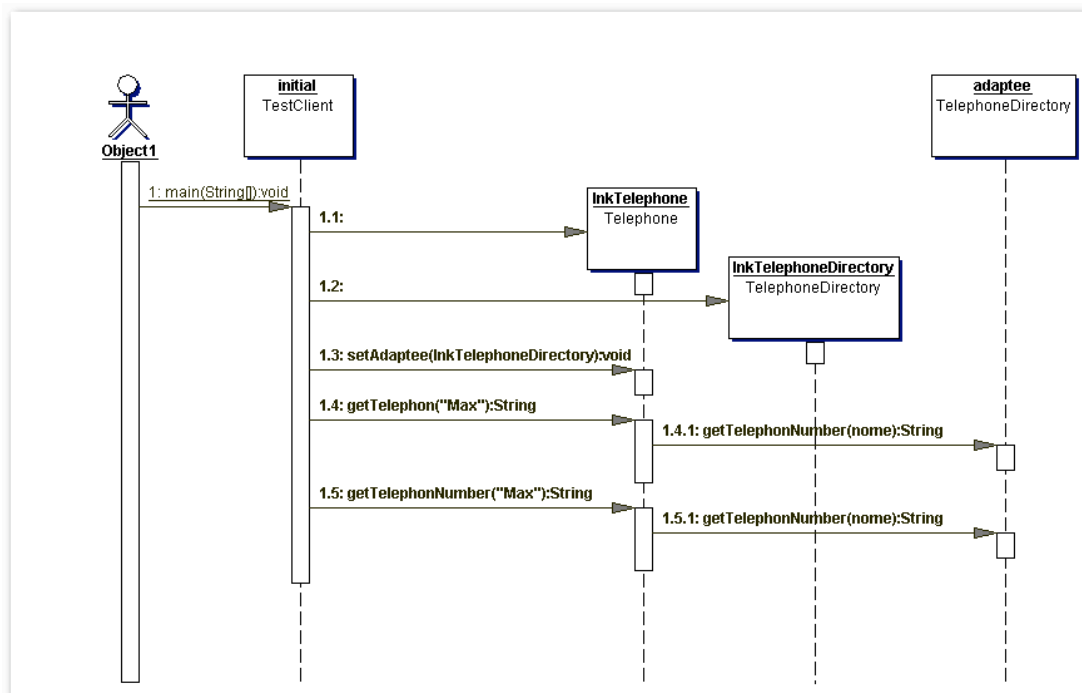 initial
TestClient
adaptee
TelephoneDirectory
Object1
1: main(String[]):void
lnkTelephone
Telephone
1.1:
lnkTelephoneDirectory
TelephoneDirectory
1.2:
1.3: setAdaptee(lnkTelephoneDirectory):void
1.4: getTelephon("Max"):String
1.4.1: getTelephonNumber(nome):String
1.5: getTelephonNumber("Max"):String
1.5.1: getTelephonNumber(nome):String